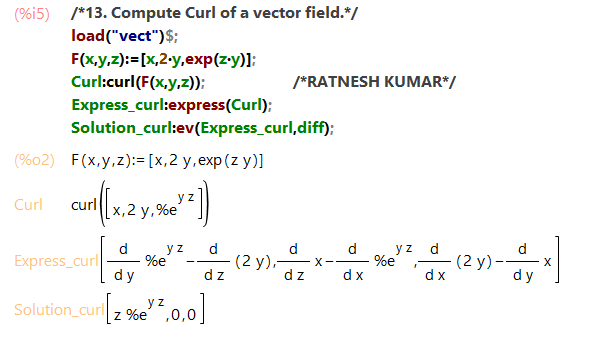 (%i5) /*13. Compute Curl of a vector field.*/
load("vect")$;
F(x,y,z):=[x,2·y,exp(z·y)];
Curl:curl(F(x,y,z)); /*RATNESH KUMAR*/
Express_curl:express(Curl);
Solution_curl:ev(Express_curl,diff);
(%o2) F(x,y,z):=[x,2 y,exp(z y)]
Curl curl([x,2 y,%e^{y z}])
Express_curl [d/dy %e^{y z} - d/dz (2 y), d/dz x - d/dx %e^{y z}, d/dx (2 y) - d/dy x]
Solution_curl [z %e^{y z},0,0]